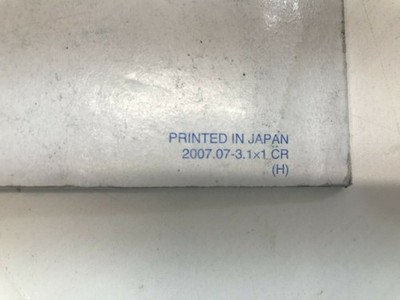 PRINTED IN JAPAN
2007.07-3.1×1 CR
(H)